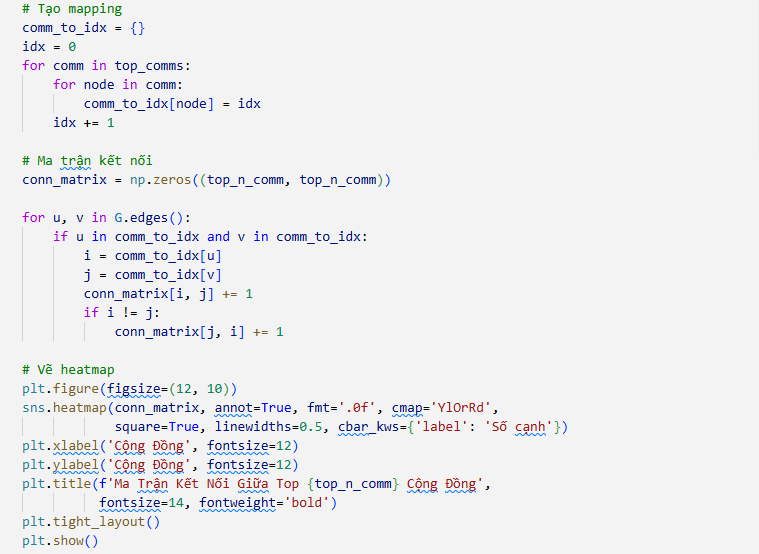 # Tạo mapping
comm_to_idx = {}
idx = 0
for comm in top_comms:
    for node in comm:
        comm_to_idx[node] = idx
    idx += 1

# Ma trận kết nối
conn_matrix = np.zeros((top_n_comm, top_n_comm))

for u, v in G.edges():
    if u in comm_to_idx and v in comm_to_idx:
        i = comm_to_idx[u]
        j = comm_to_idx[v]
        conn_matrix[i, j] += 1
        if i != j:
            conn_matrix[j, i] += 1

# Vẽ heatmap
plt.figure(figsize=(12, 10))
sns.heatmap(conn_matrix, annot=True, fmt='.0f', cmap='YlOrRd',
            square=True, linewidths=0.5, cbar_kws={'label': 'Số cạnh'})
plt.xlabel('Cộng Đồng', fontsize=12)
plt.ylabel('Cộng Đồng', fontsize=12)
plt.title(f'Ma Trận Kết Nối Giữa Top {top_n_comm} Cộng Đồng',
          fontsize=14, fontweight='bold')
plt.tight_layout()
plt.show()